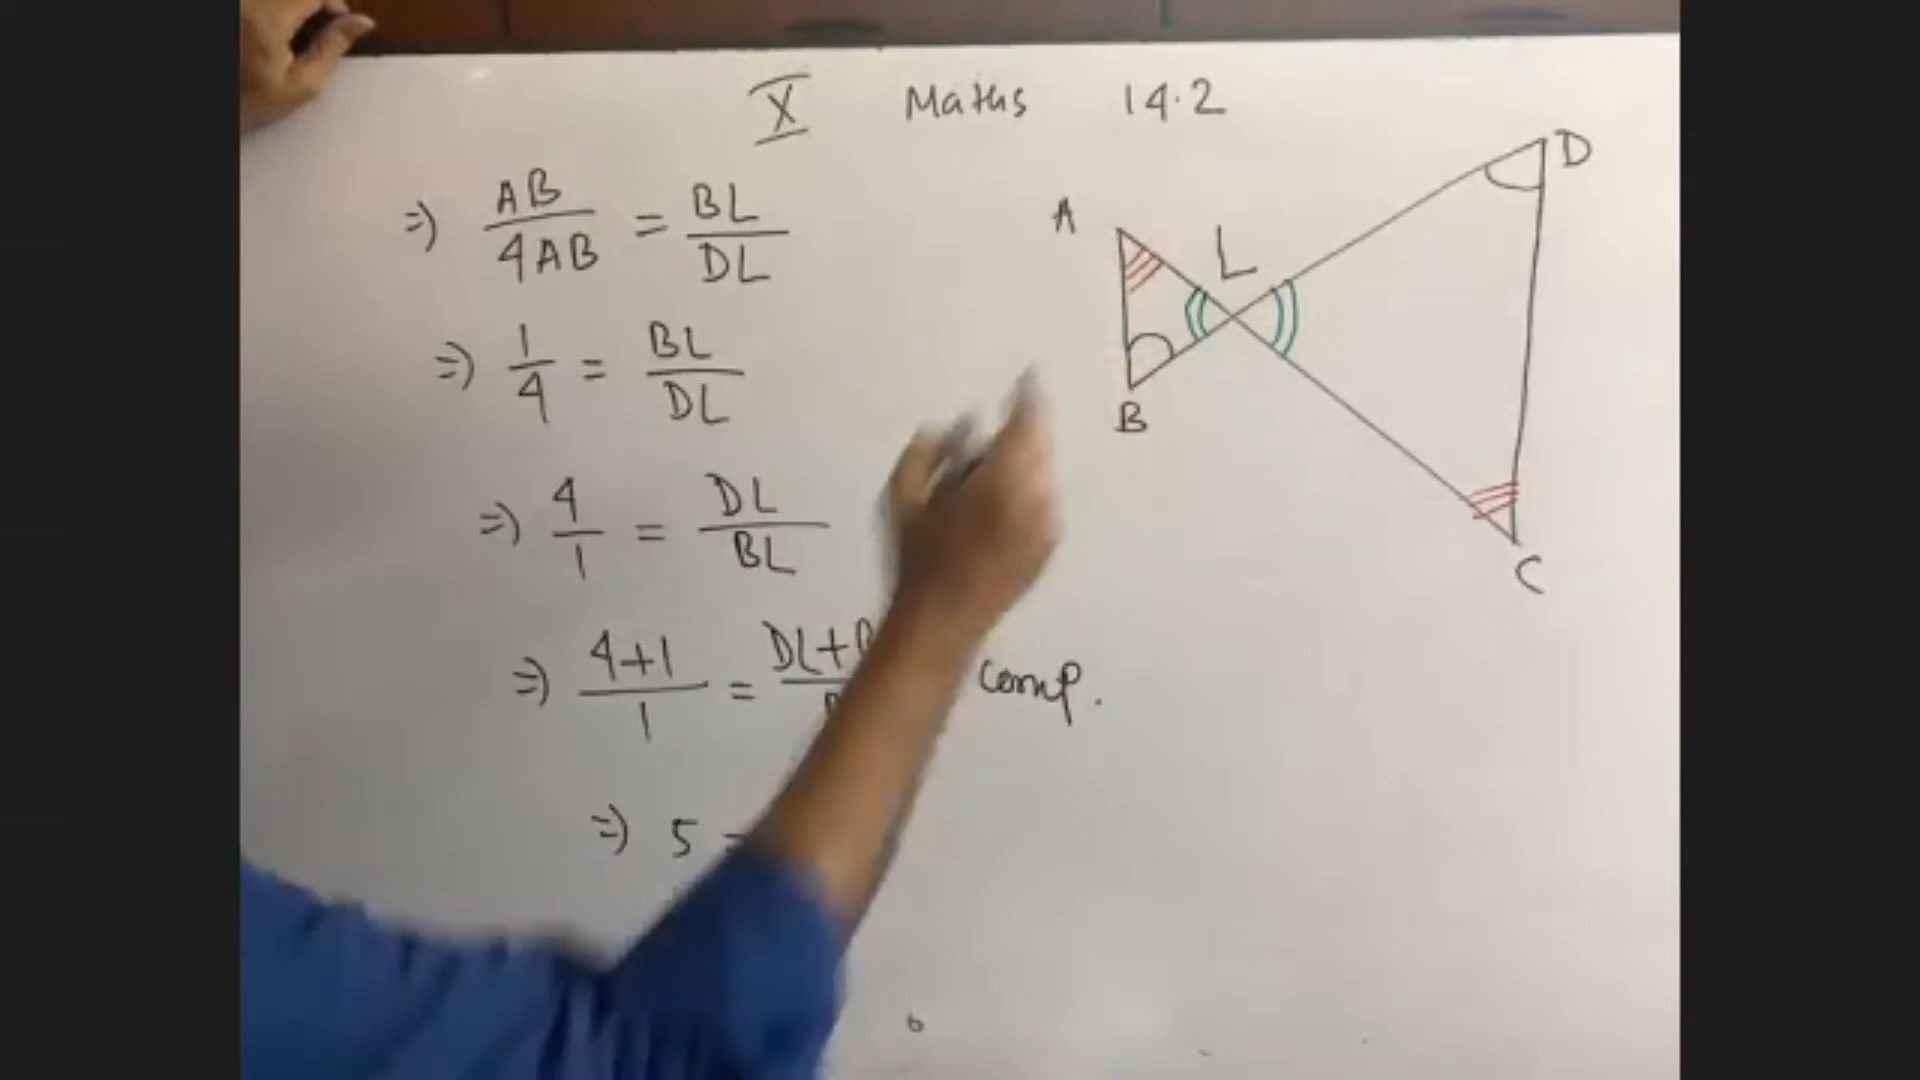 X Maths 14.2
⇒ AB/4AB = BL/DL
⇒ 1/4 = BL/DL
⇒ 4/1 = DL/BL
⇒ (4+1)/1 = DL+ comp.
⇒ 5 =
A
B
L
D
C